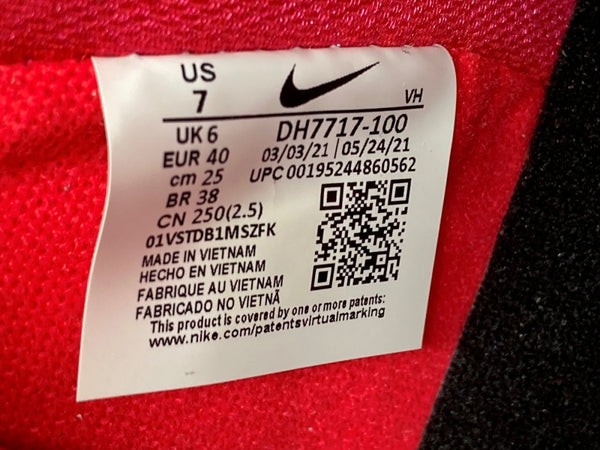 US
7
VH
UK 6
EUR 40
cm 25
BR 38
CN 250(2.5)
DH7717-100
03/03/21 | 05/24/21
UPC 00195244860562
01VSTDB1MSZFK
MADE IN VIETNAM
HECHO EN VIETNAM
FABRIQUE AU VIETNAM
FABRICADO NO VIETNÃ
This product is covered by one or more patents:
www.nike.com/patentsvirtualmarking